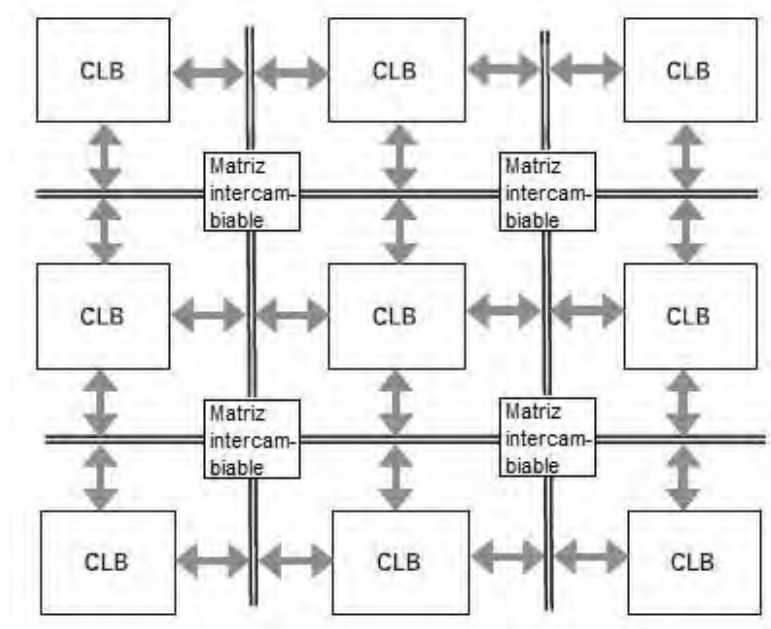 CLB
CLB
CLB
Matriz
intercam-
biable
Matriz
intercam-
biable
CLB
CLB
CLB
Matriz
intercam-
biable
Matriz
intercam-
biable
CLB
CLB
CLB